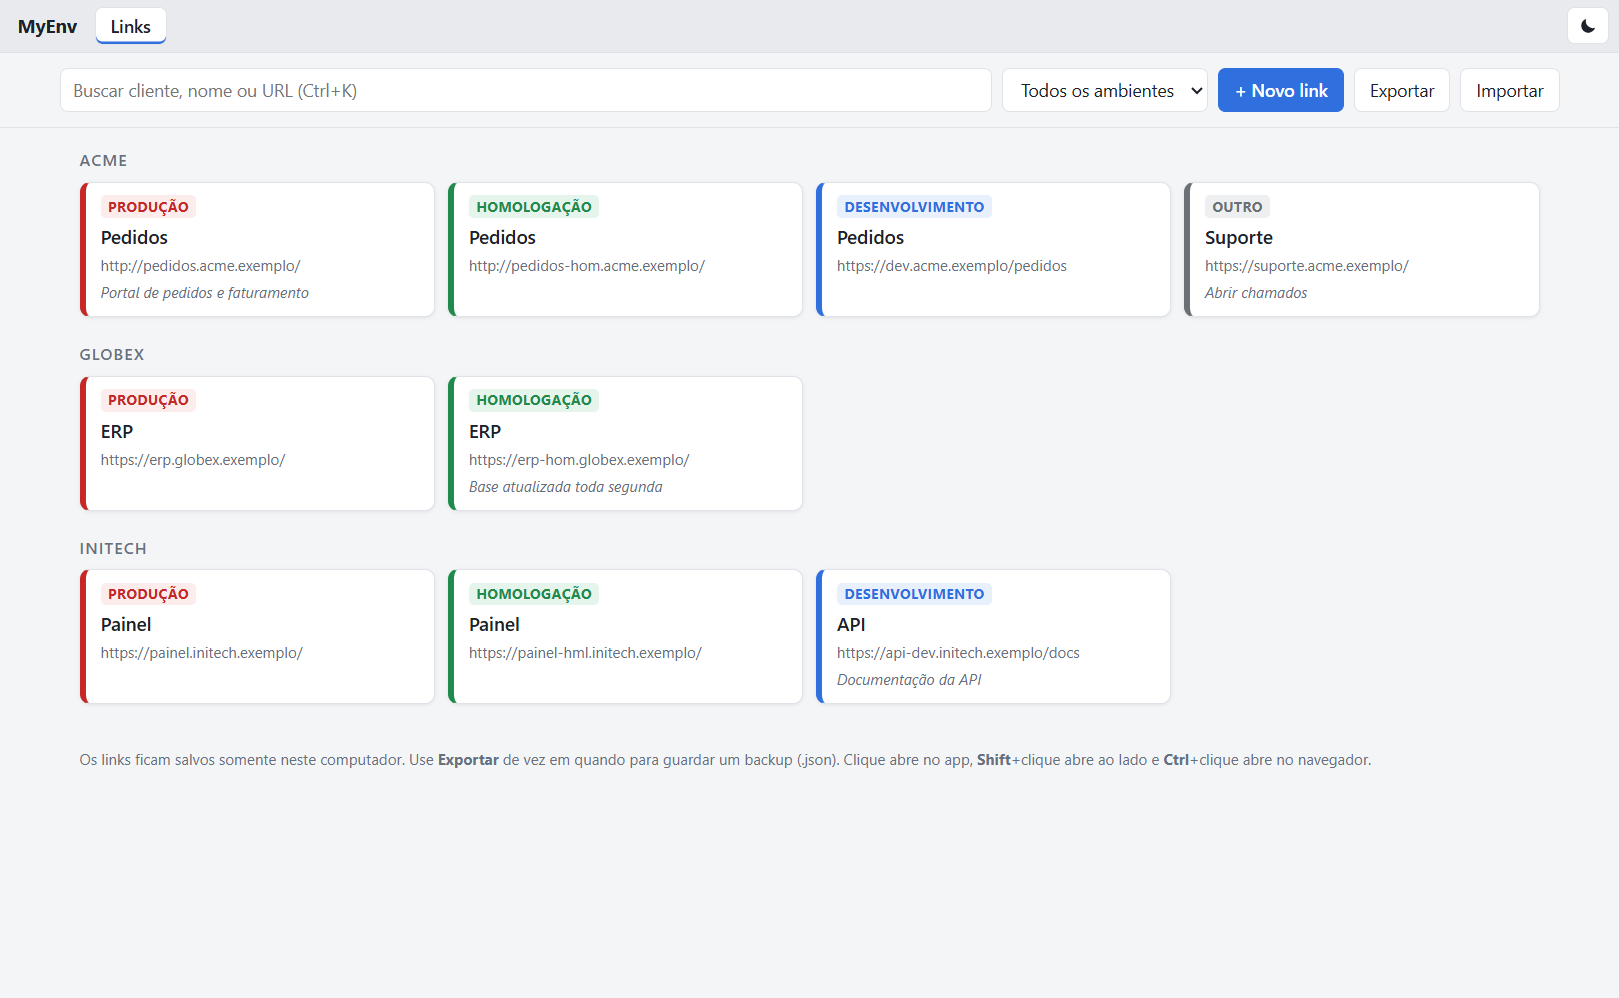 MyEnv Links
Buscar cliente, nome ou URL (Ctrl+K) Todos os ambientes + Novo link Exportar Importar
ACME
PRODUÇÃO
Pedidos
http://pedidos.acme.exemplo/
Portal de pedidos e faturamento
HOMOLOGAÇÃO
Pedidos
http://pedidos-hom.acme.exemplo/
DESENVOLVIMENTO
Pedidos
https://dev.acme.exemplo/pedidos
OUTRO
Suporte
https://suporte.acme.exemplo/
Abrir chamados
GLOBEX
PRODUÇÃO
ERP
https://erp.globex.exemplo/
HOMOLOGAÇÃO
ERP
https://erp-hom.globex.exemplo/
Base atualizada toda segunda
INITECH
PRODUÇÃO
Painel
https://painel.initech.exemplo/
HOMOLOGAÇÃO
Painel
https://painel-hml.initech.exemplo/
DESENVOLVIMENTO
API
https://api-dev.initech.exemplo/docs
Documentação da API
Os links ficam salvos somente neste computador. Use Exportar de vez em quando para guardar um backup (.json). Clique abre no app, Shift+clique abre ao lado e Ctrl+clique abre no navegador.